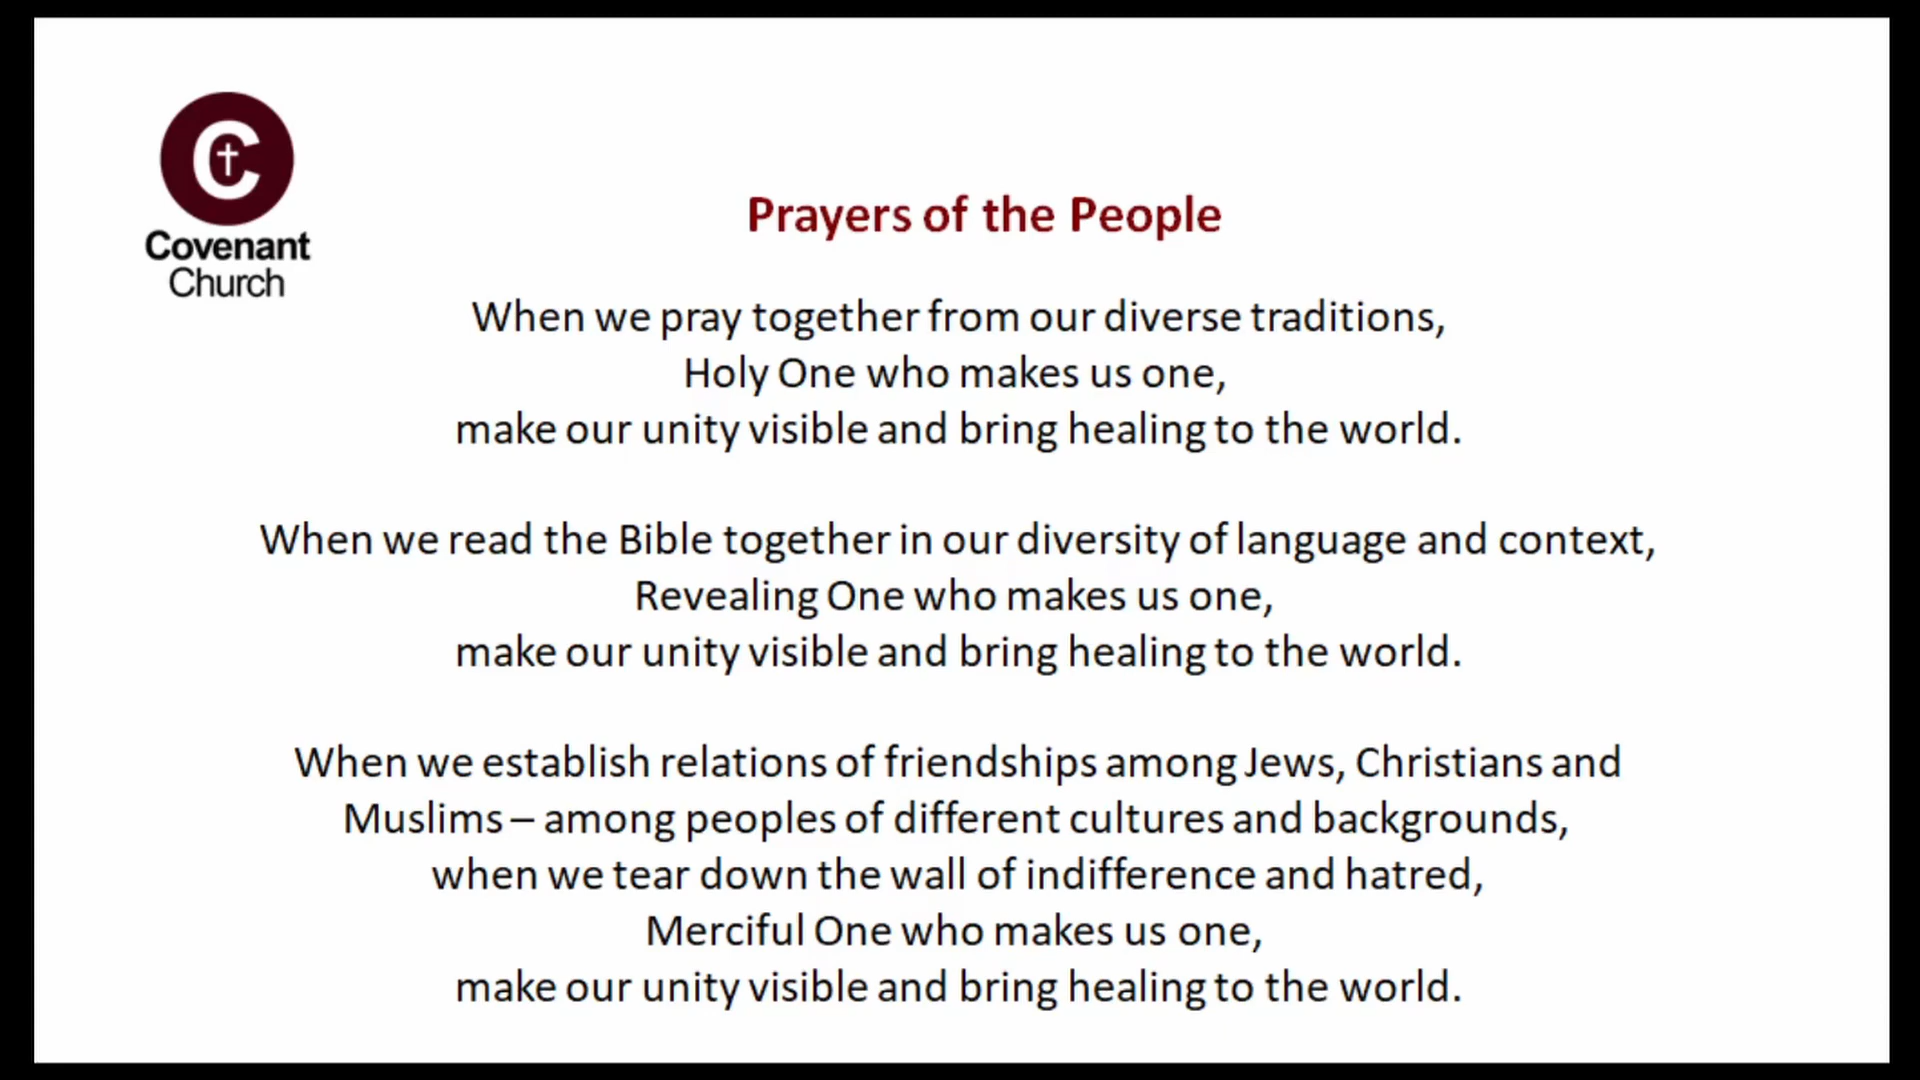 C
Covenant
Church
Prayers of the People
When we pray together from our diverse traditions,
Holy One who makes us one,
make our unity visible and bring healing to the world.
When we read the Bible together in our diversity of language and context,
Revealing One who makes us one,
make our unity visible and bring healing to the world.
When we establish relations of friendships among Jews, Christians and
Muslims – among peoples of different cultures and backgrounds,
when we tear down the wall of indifference and hatred,
Merciful One who makes us one,
make our unity visible and bring healing to the world.